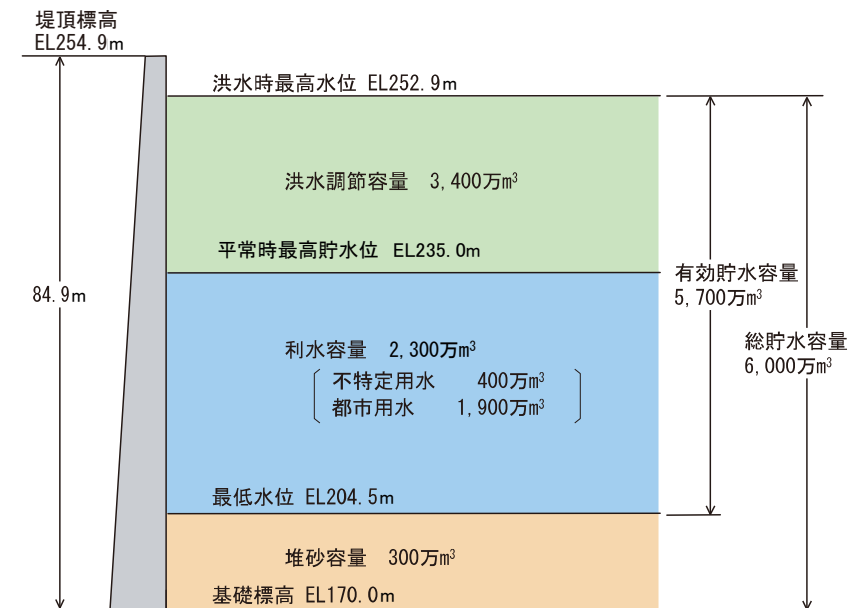 堤頂標高
EL254.9m
洪水時最高水位 EL252.9m
洪水調節容量 3,400万m³
平常時最高貯水位 EL235.0m
有効貯水容量
5,700万m³
84.9m
総貯水容量
6,000万m³
利水容量 2,300万m³
不特定用水 400万m³
都市用水 1,900万m³
最低水位 EL204.5m
堆砂容量 300万m³
基礎標高 EL170.0m